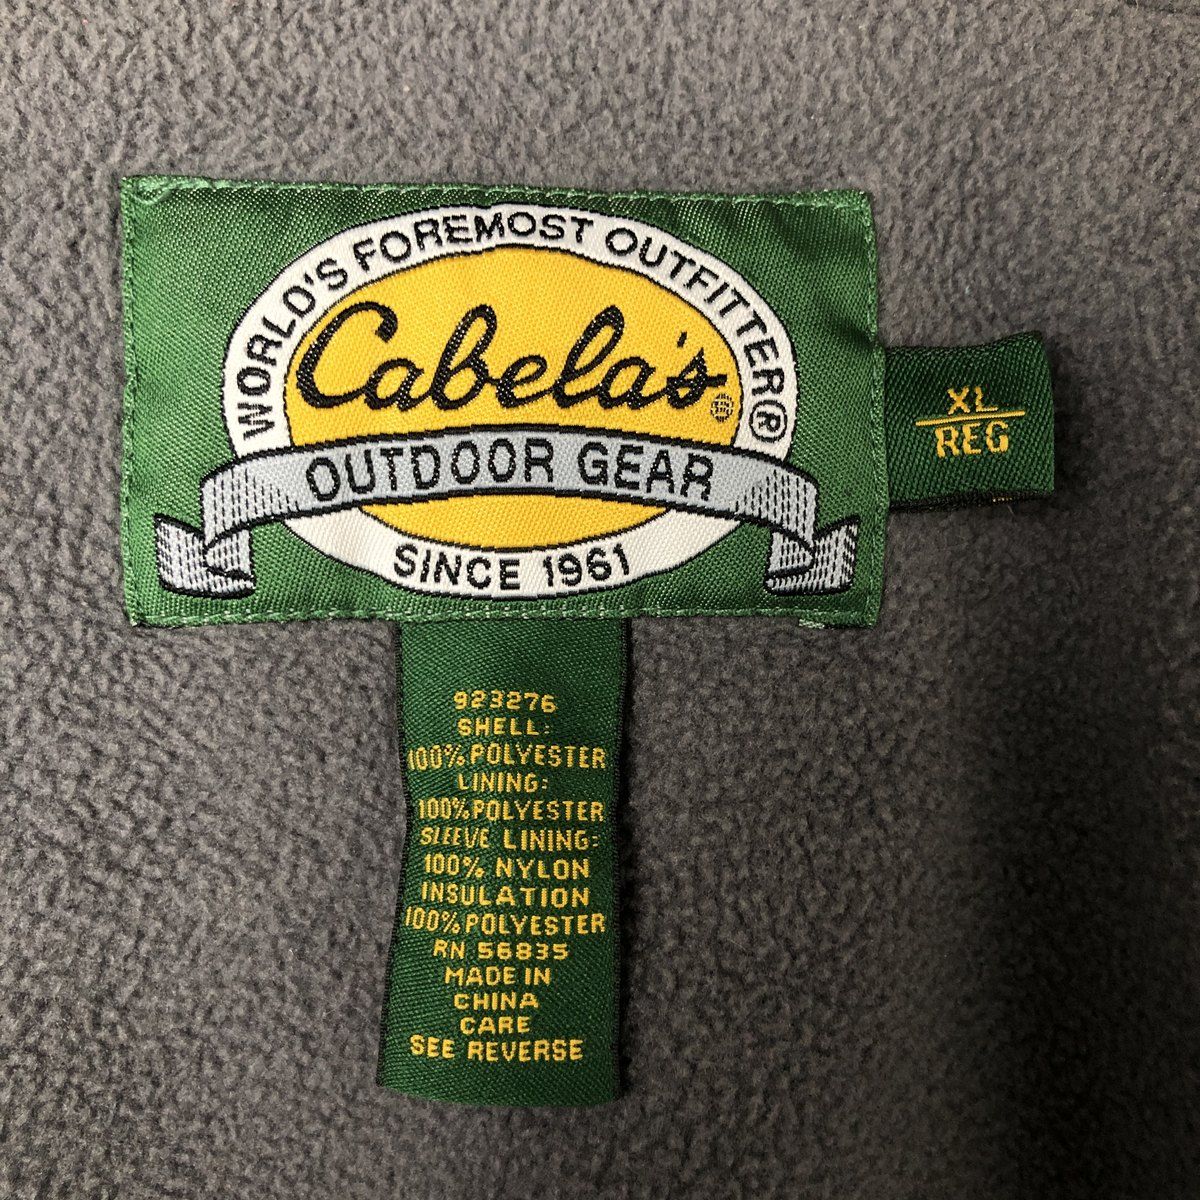 WORLD'S FOREMOST OUTFITTER®
Cabela's®
OUTDOOR GEAR
SINCE 1961
XL
REG
923276
SHELL:
100% POLYESTER
LINING:
100% POLYESTER
SLEEVE LINING:
100% NYLON
INSULATION
100% POLYESTER
RN 56835
MADE IN
CHINA
CARE
SEE REVERSE